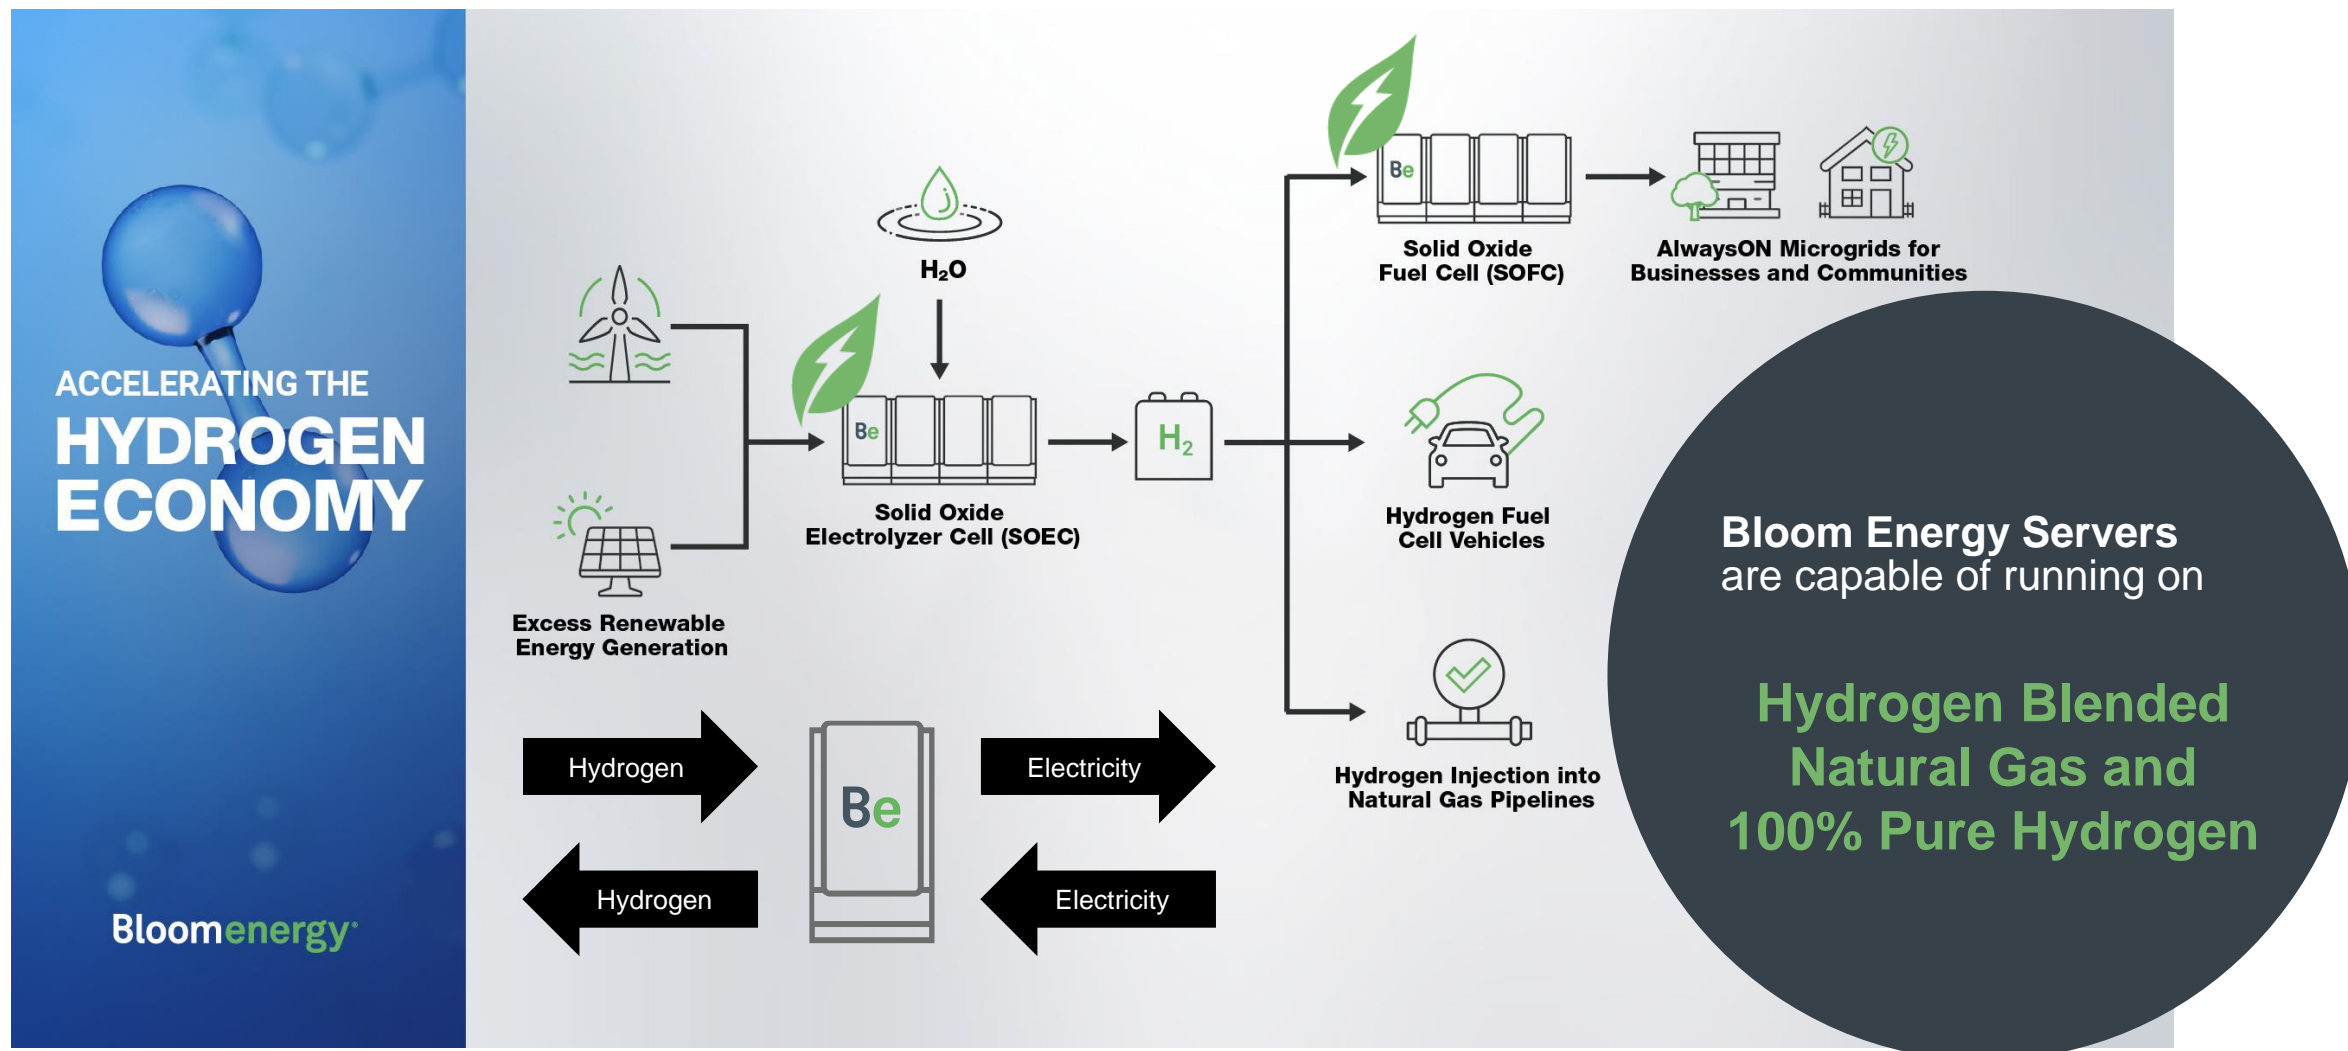 ACCELERATING THE
HYDROGEN
ECONOMY
Bloomenergy
Excess Renewable
Energy Generation
H₂O
Be
Solid Oxide
Electrolyzer Cell (SOEC)
H₂
Be
Solid Oxide
Fuel Cell (SOFC)
AlwaysON Microgrids for
Businesses and Communities
Hydrogen Fuel
Cell Vehicles
Hydrogen Injection into
Natural Gas Pipelines
Hydrogen
Be
Electricity
Hydrogen
Electricity
Bloom Energy Servers
are capable of running on
Hydrogen Blended
Natural Gas and
100% Pure Hydrogen